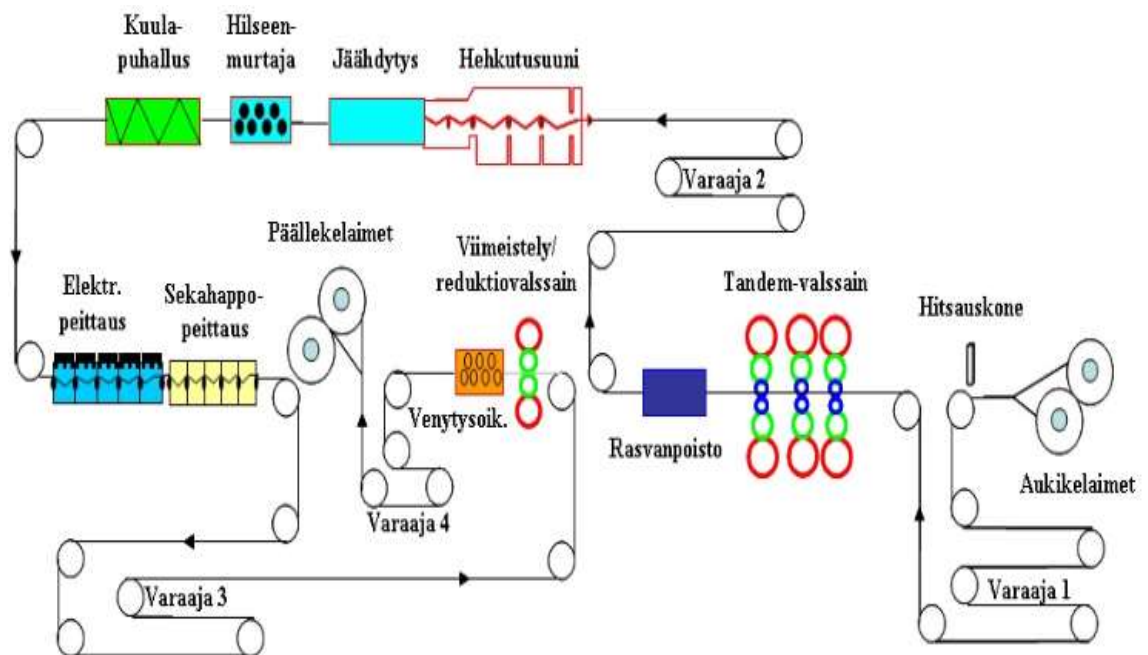 Kuula-
puhallus
Hilseen-
murtaja
Jäähdytys
Hehkutusuuni
Varaaja 2
Päällekelaimet
Viimeistely/
reduktiovalssain
Tandem-valssain
Hitsauskone
Elektr.
peittaus
Sekahappo-
peittaus
Venytysoik.
Rasvanpoisto
Aukikelaimet
Varaaja 4
Varaaja 3
Varaaja 1